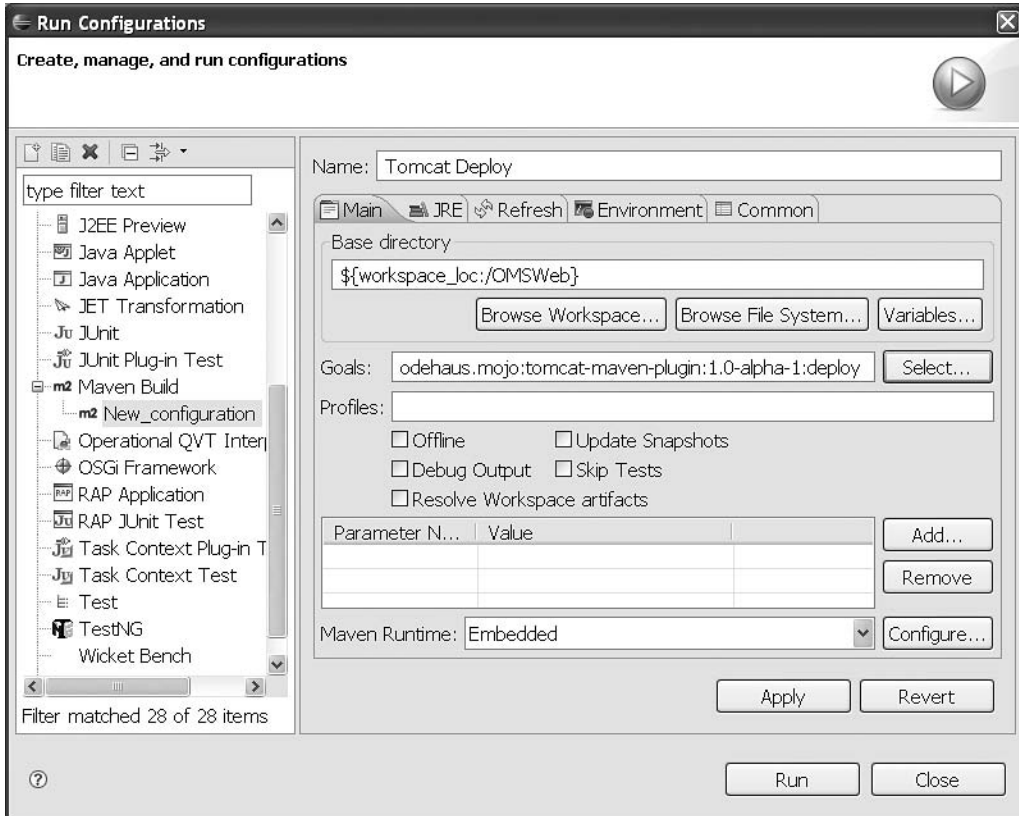 Run Configurations
Create, manage, and run configurations
type filter text
J2EE Preview
Java Applet
Java Application
JET Transformation
Ju JUnit
Jü JUnit Plug-in Test
m2 Maven Build
m2 New_configuration
Operational QVT Interp
OSGi Framework
RAP RAP Application
Ju RAP JUnit Test
Task Context Plug-in T
Ju Task Context Test
Test
TestNG
Wicket Bench
Filter matched 28 of 28 items
Name: Tomcat Deploy
Main JRE Refresh Environment Common
Base directory
${workspace_loc:/OMSWeb}
Browse Workspace... Browse File System... Variables...
Goals: odehaus.mojo:tomcat-maven-plugin:1.0-alpha-1:deploy Select...
Profiles:
Offline Update Snapshots
Debug Output Skip Tests
Resolve Workspace artifacts
Parameter N... Value
Add...
Remove
Maven Runtime: Embedded Configure...
Apply Revert
? Run Close